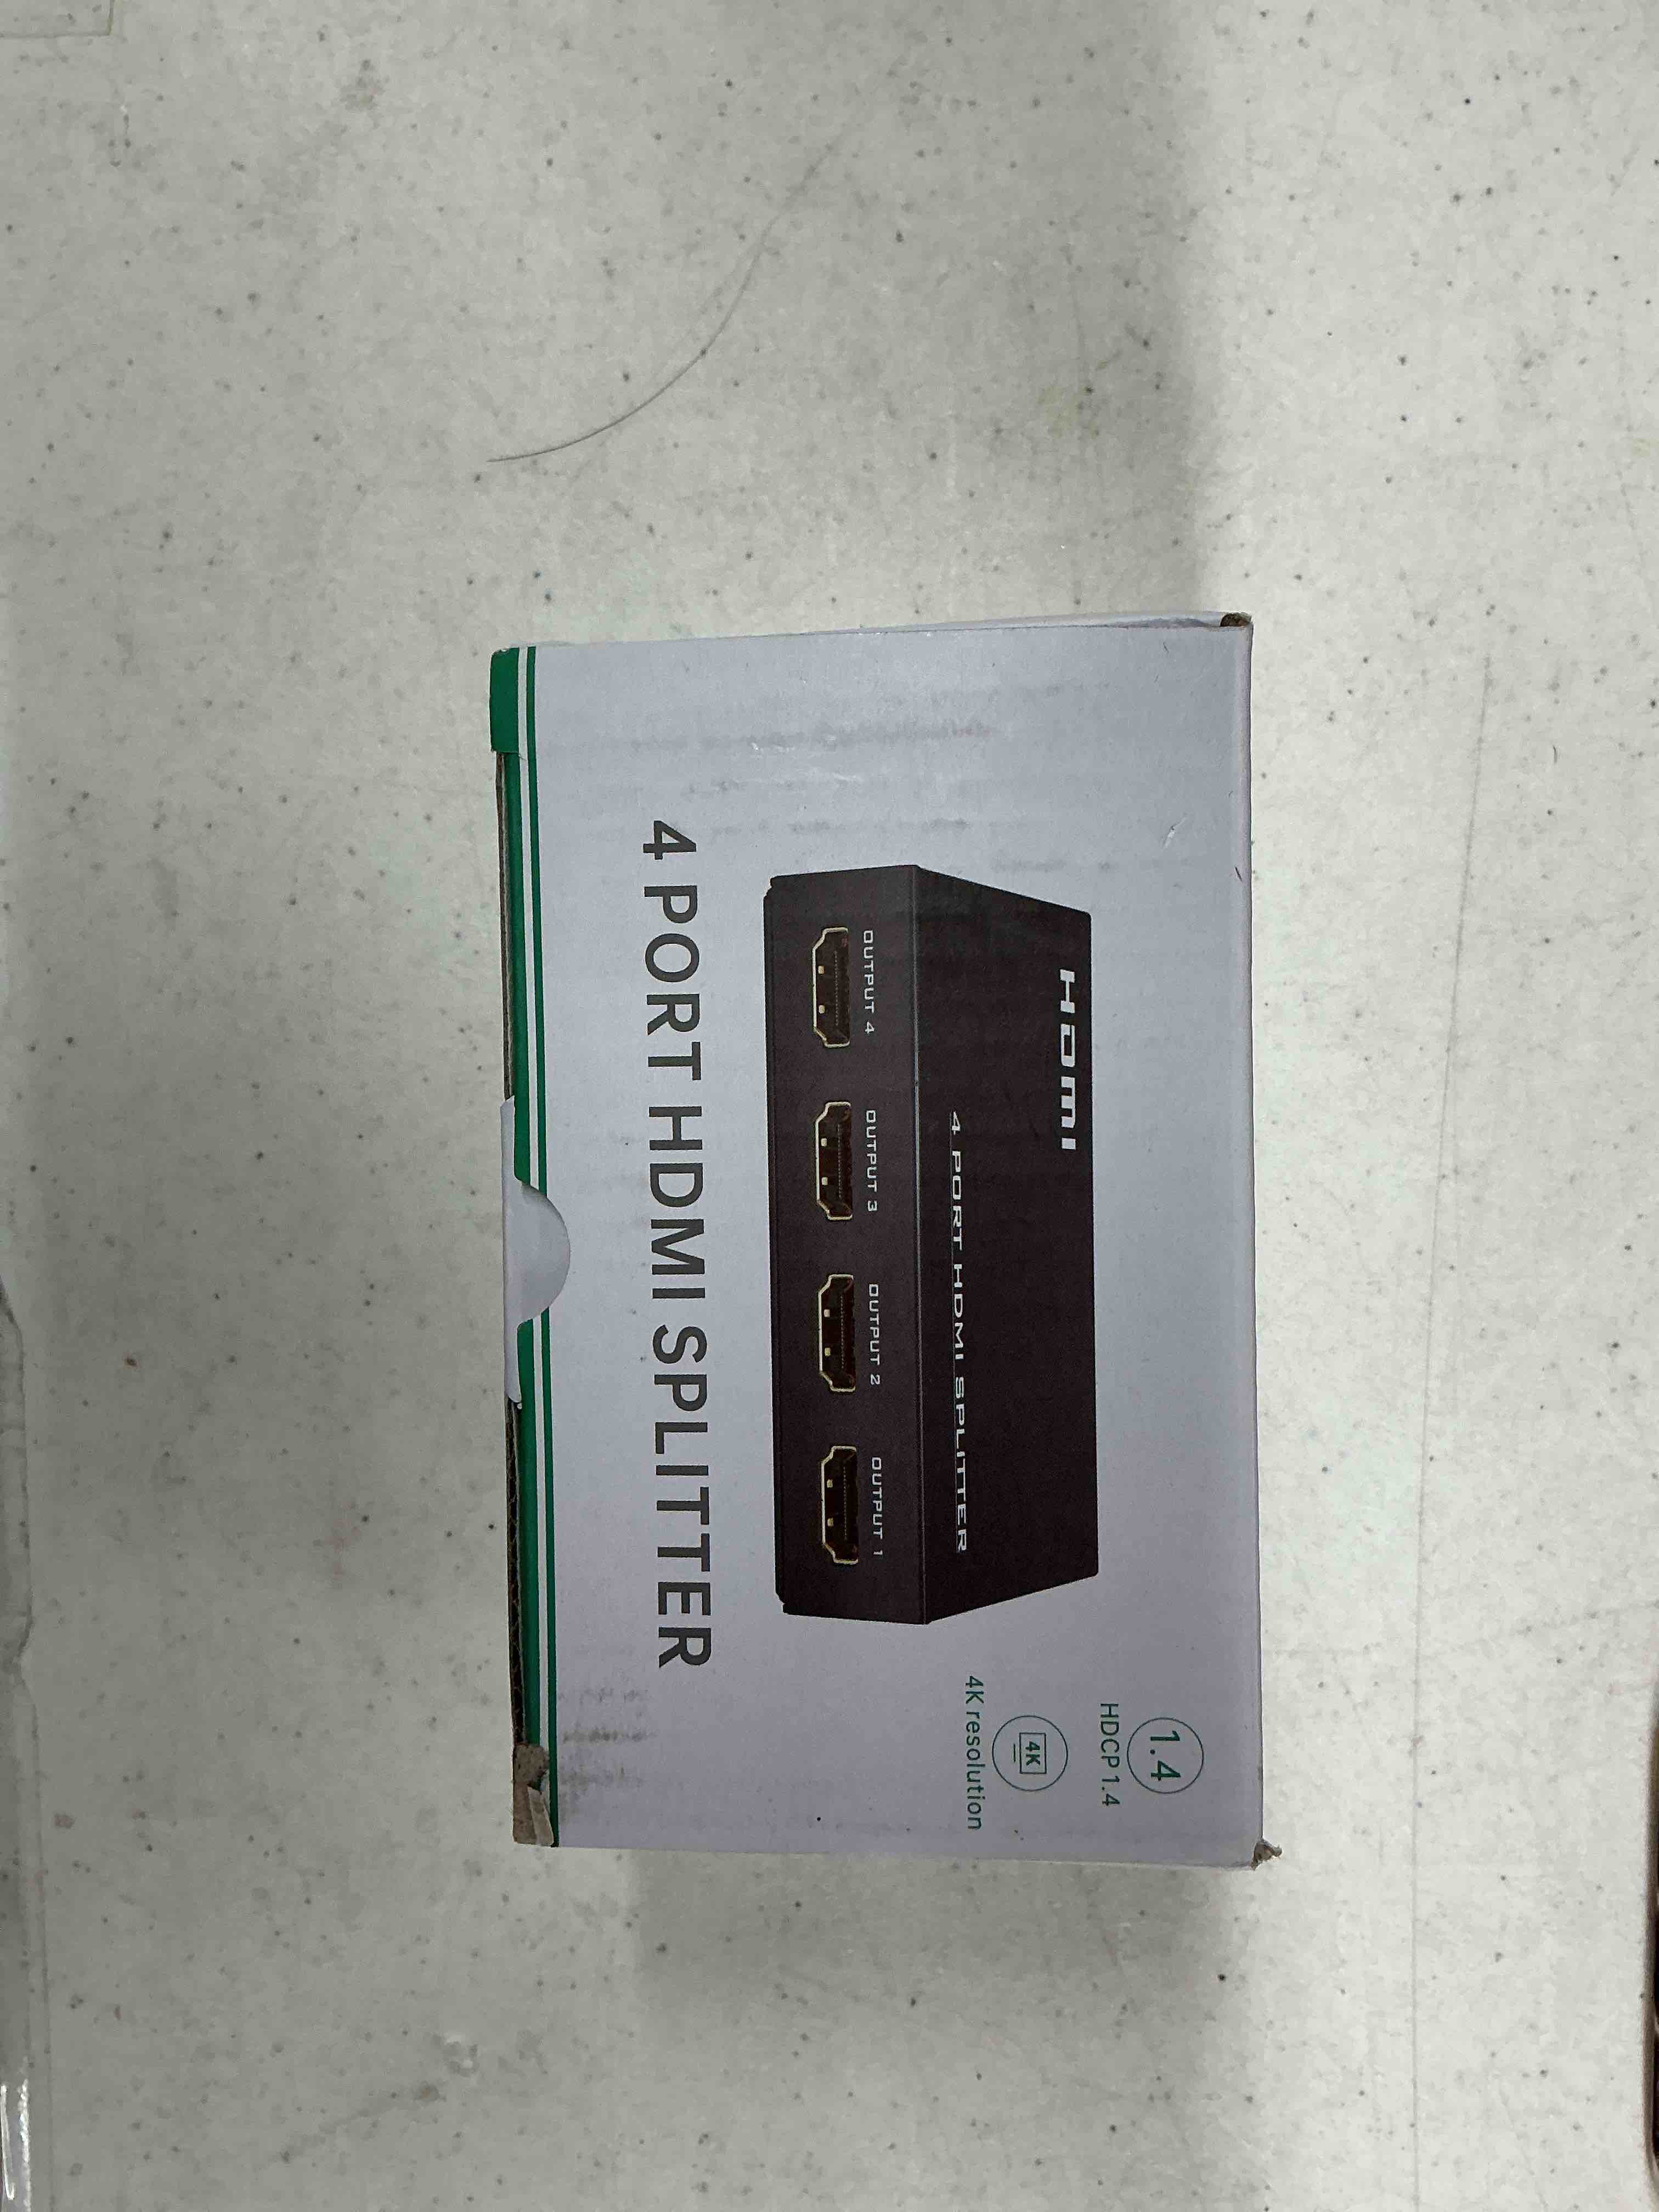 1.4
HDCP 1.4
4K
4K resolution
HDMI
4 PORT HDMI SPLITTER
OUTPUT 4
OUTPUT 3
OUTPUT 2
OUTPUT 1
4 PORT HDMI SPLITTER